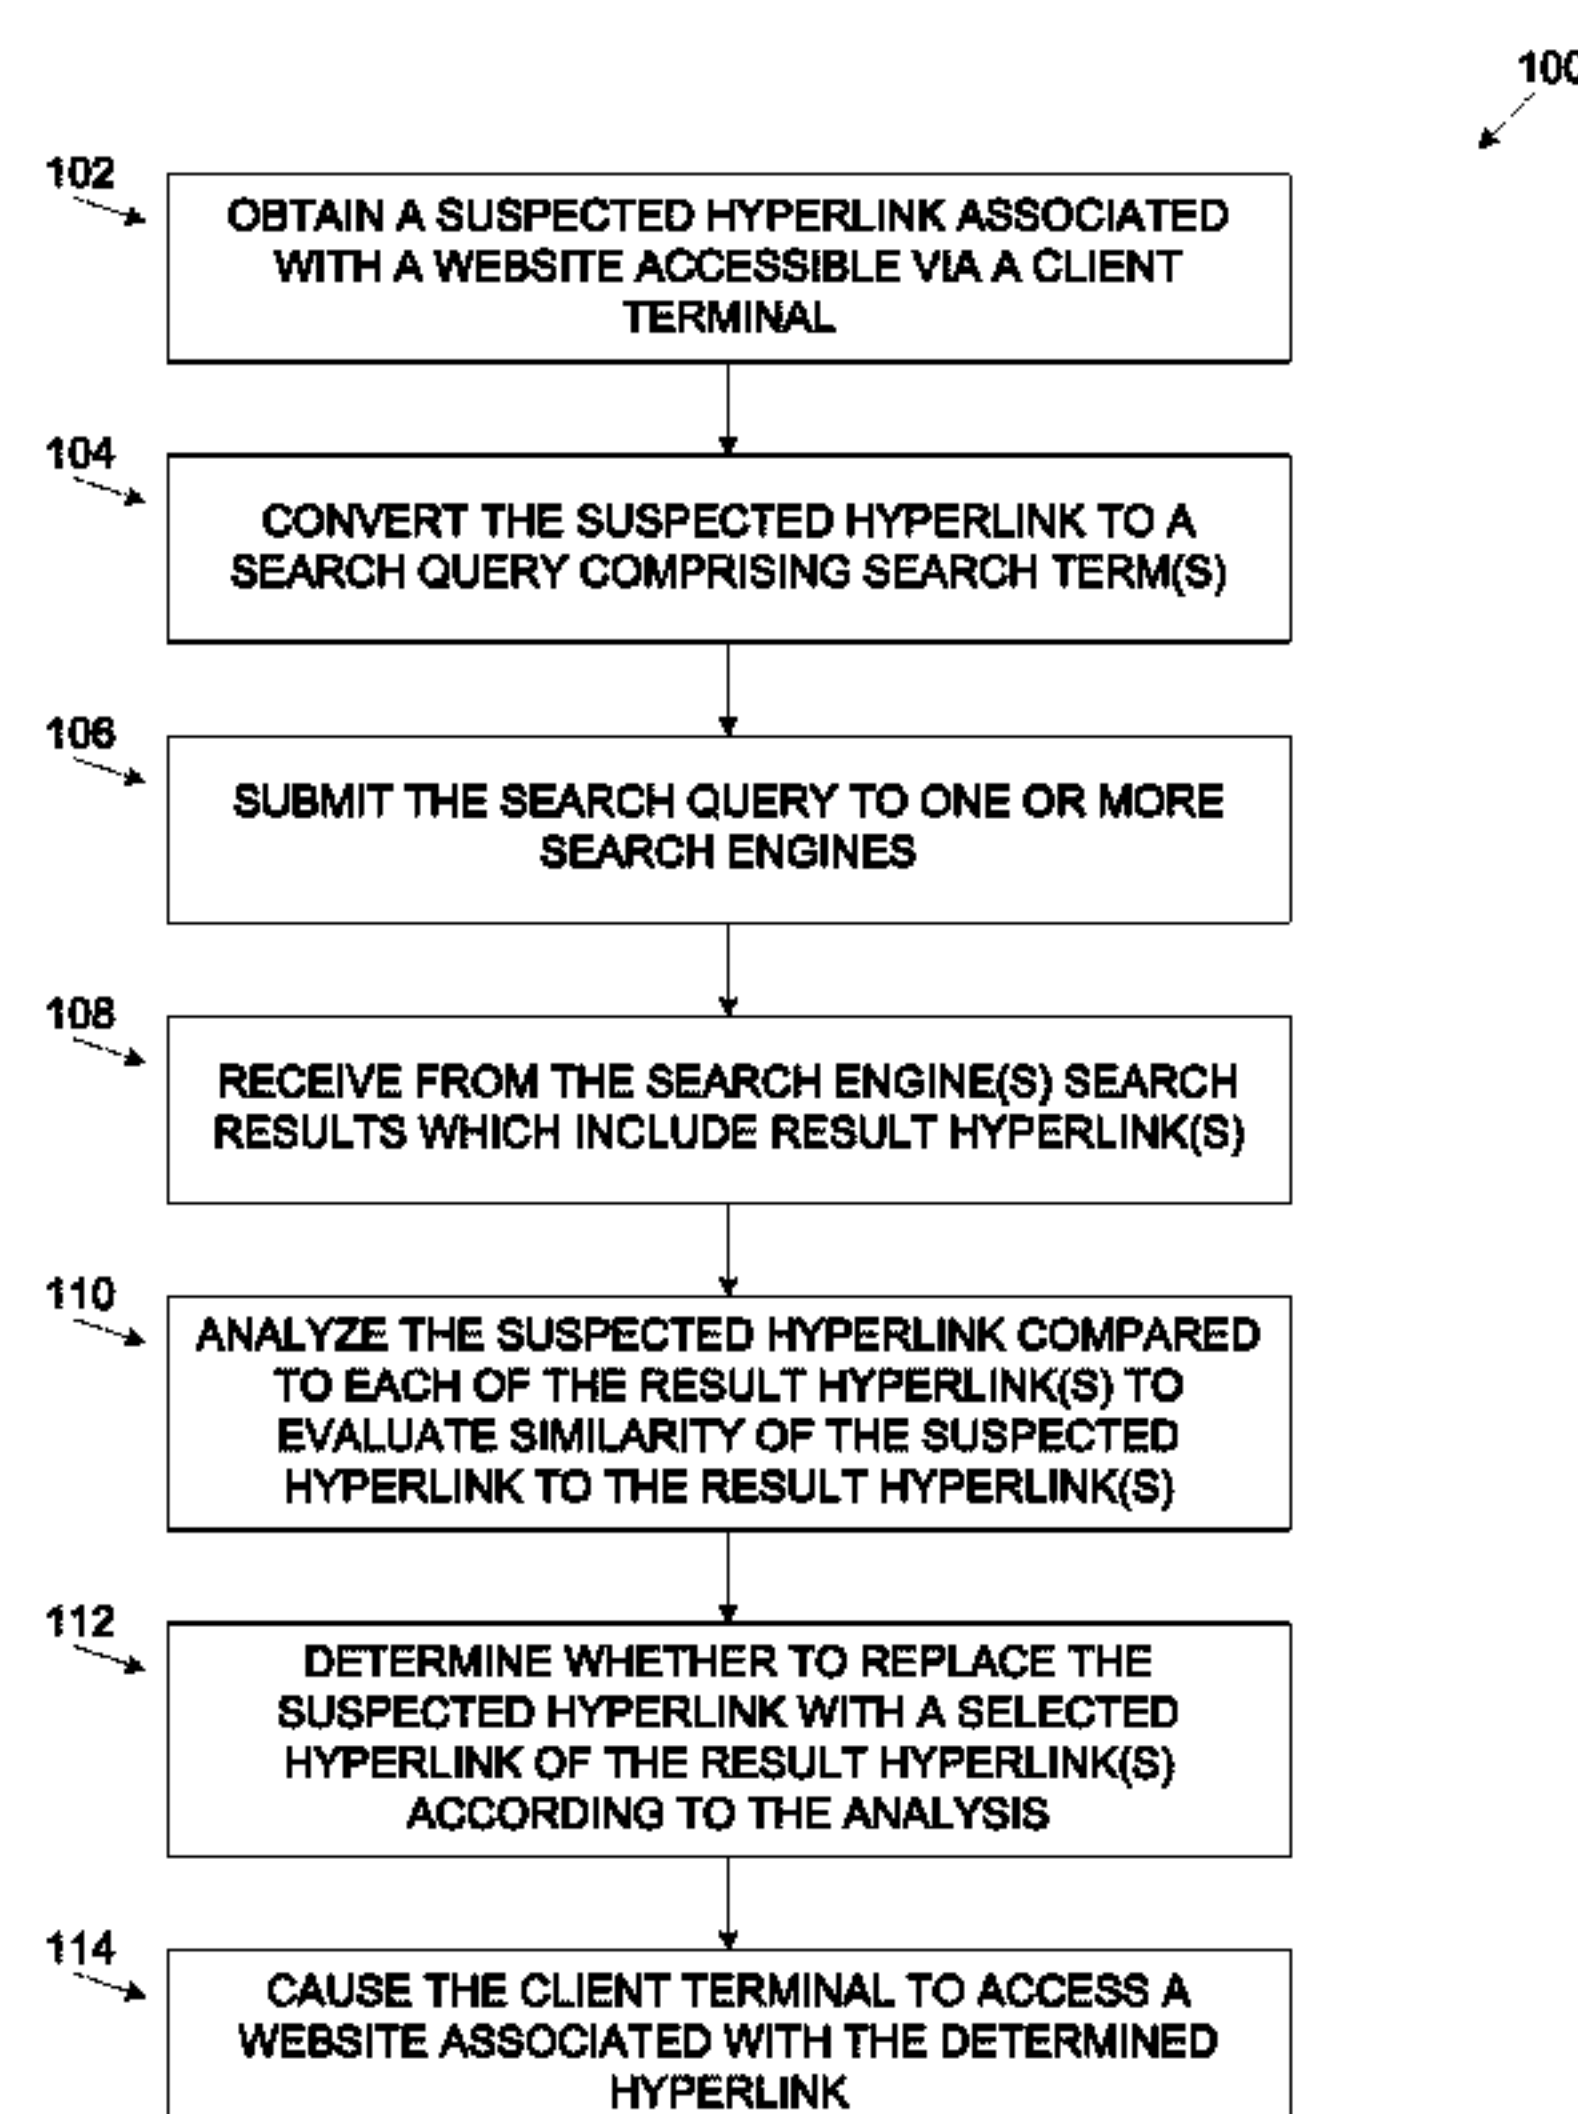 100
102
OBTAIN A SUSPECTED HYPERLINK ASSOCIATED
WITH A WEBSITE ACCESSIBLE VIA A CLIENT
TERMINAL
104
CONVERT THE SUSPECTED HYPERLINK TO A
SEARCH QUERY COMPRISING SEARCH TERM(S)
106
SUBMIT THE SEARCH QUERY TO ONE OR MORE
SEARCH ENGINES
108
RECEIVE FROM THE SEARCH ENGINE(S) SEARCH
RESULTS WHICH INCLUDE RESULT HYPERLINK(S)
110
ANALYZE THE SUSPECTED HYPERLINK COMPARED
TO EACH OF THE RESULT HYPERLINK(S) TO
EVALUATE SIMILARITY OF THE SUSPECTED
HYPERLINK TO THE RESULT HYPERLINK(S)
112
DETERMINE WHETHER TO REPLACE THE
SUSPECTED HYPERLINK WITH A SELECTED
HYPERLINK OF THE RESULT HYPERLINK(S)
ACCORDING TO THE ANALYSIS
114
CAUSE THE CLIENT TERMINAL TO ACCESS A
WEBSITE ASSOCIATED WITH THE DETERMINED
HYPERLINK